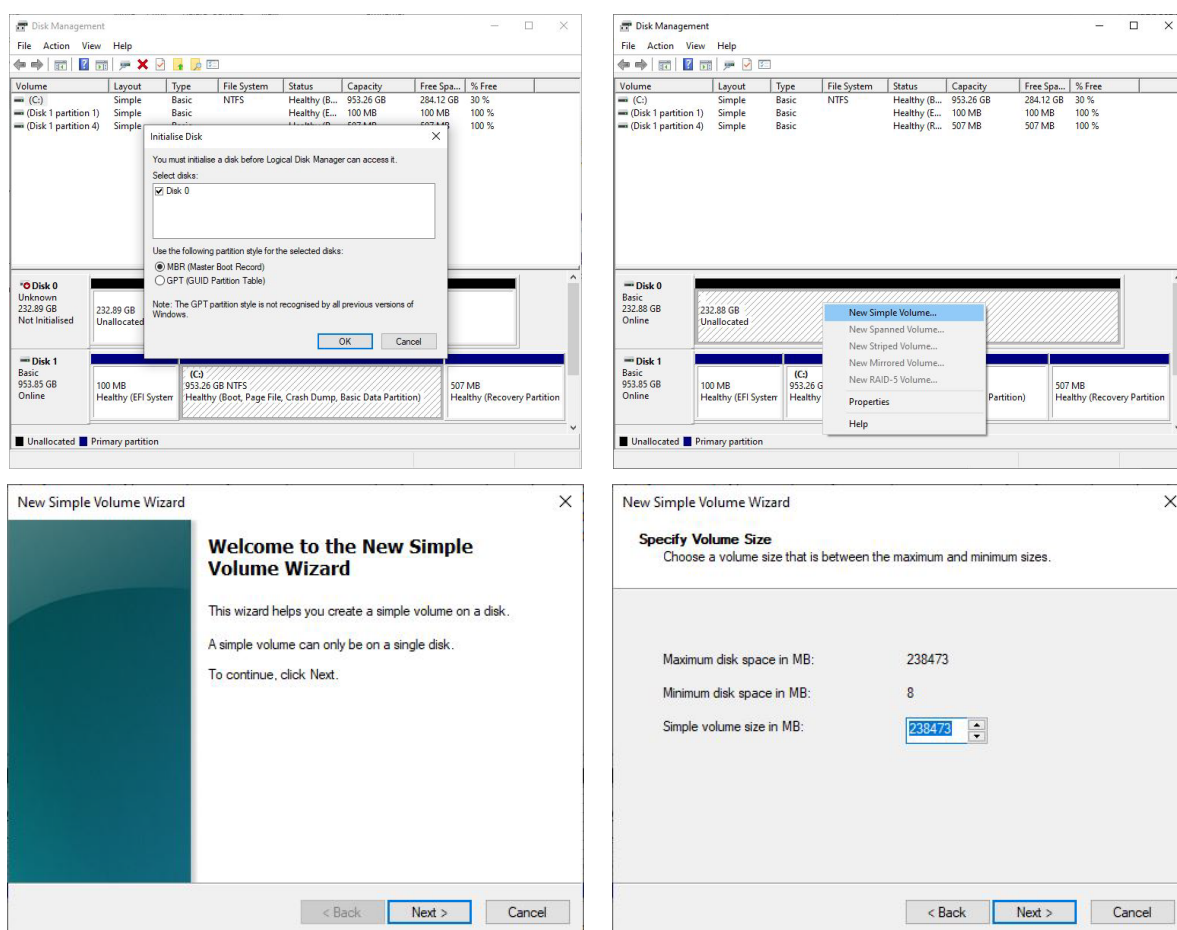 Disk Management
File Action View Help
Volume Layout Type File System Status Capacity Free Spa... % Free
(C:) Simple Basic NTFS Healthy (B... 953.26 GB 284.12 GB 30 %
(Disk 1 partition 1) Simple Basic Healthy (E... 100 MB 100 MB 100 %
(Disk 1 partition 4) Simple 100 %
Initialise Disk
You must initialise a disk before Logical Disk Manager can access it.
Select disks:
Disk 0
Use the following partition style for the selected disks:
MBR (Master Boot Record)
GPT (GUID Partition Table)
Note: The GPT partition style is not recognised by all previous versions of
Windows.
OK Cancel
Disk 0
Unknown
232.89 GB
Not Initialised
232.89 GB
Unallocated
Disk 1
Basic
953.85 GB
Online
100 MB
Healthy (EFI System
(C:)
953.26 GB NTFS
Healthy (Boot, Page File, Crash Dump, Basic Data Partition)
507 MB
Healthy (Recovery Partition
Unallocated Primary partition
Disk Management
File Action View Help
Volume Layout Type File System Status Capacity Free Spa... % Free
(C:) Simple Basic NTFS Healthy (B... 953.26 GB 284.12 GB 30 %
(Disk 1 partition 1) Simple Basic Healthy (E... 100 MB 100 MB 100 %
(Disk 1 partition 4) Simple Basic Healthy (R... 507 MB 507 MB 100 %
Disk 0
Basic
232.88 GB
Online
232.88 GB
Unallocated
New Simple Volume...
New Spanned Volume...
New Striped Volume...
New Mirrored Volume...
New RAID-5 Volume...
Properties
Help
Disk 1
Basic
953.85 GB
Online
100 MB
Healthy (EFI System
(C:)
953.26 G
Healthy
Partition)
507 MB
Healthy (Recovery Partition
Unallocated Primary partition
New Simple Volume Wizard
Welcome to the New Simple
Volume Wizard
This wizard helps you create a simple volume on a disk.
A simple volume can only be on a single disk.
To continue, click Next.
< Back Next > Cancel
New Simple Volume Wizard
Specify Volume Size
Choose a volume size that is between the maximum and minimum sizes.
Maximum disk space in MB: 238473
Minimum disk space in MB: 8
Simple volume size in MB: 238473
< Back Next > Cancel